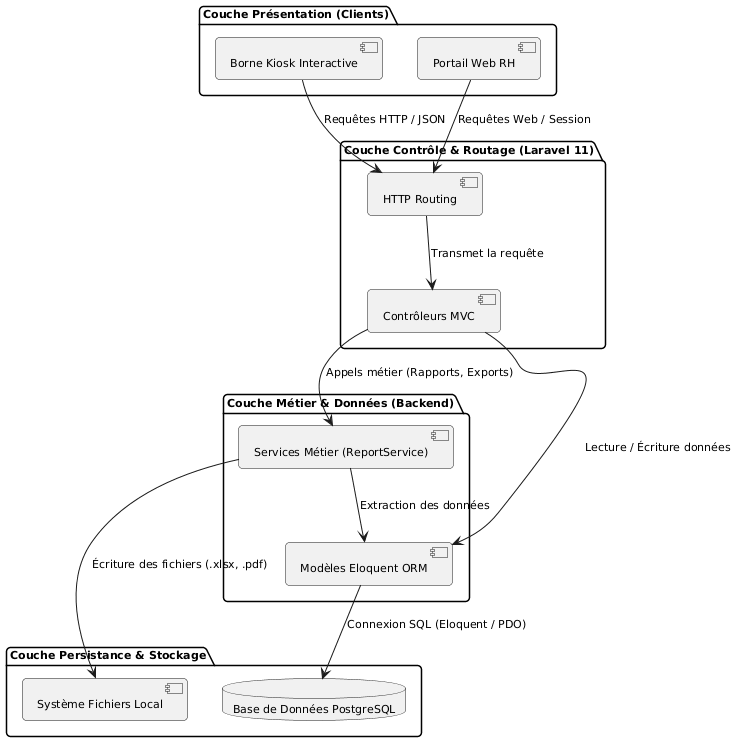 Couche Présentation (Clients)
Borne Kiosk Interactive
Portail Web RH
Requêtes HTTP / JSON
Requêtes Web / Session
Couche Contrôle & Routage (Laravel 11)
HTTP Routing
Transmet la requête
Contrôleurs MVC
Appels métier (Rapports, Exports)
Couche Métier & Données (Backend)
Lecture / Écriture données
Services Métier (ReportService)
Extraction des données
Écriture des fichiers (.xlsx, .pdf)
Modèles Eloquent ORM
Connexion SQL (Eloquent / PDO)
Couche Persistance & Stockage
Système Fichiers Local
Base de Données PostgreSQL